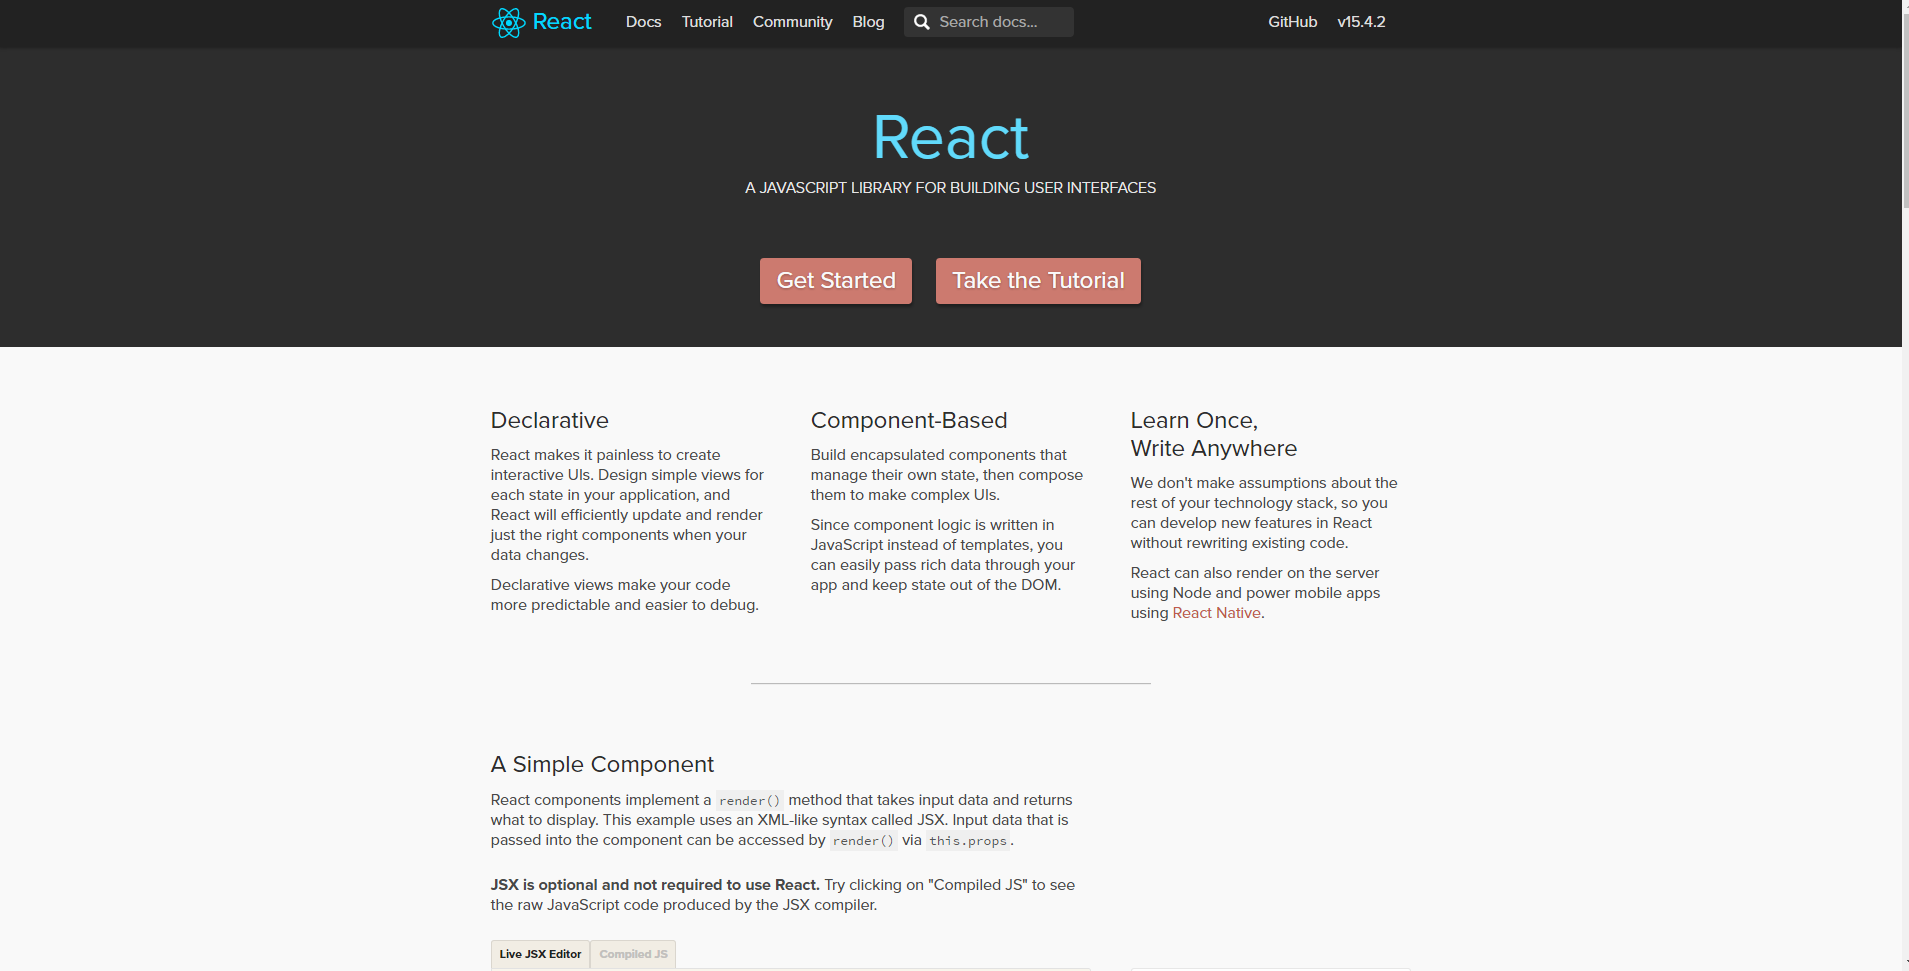 React Docs Tutorial Community Blog Search docs... GitHub v15.4.2
React
A JAVASCRIPT LIBRARY FOR BUILDING USER INTERFACES
Get Started Take the Tutorial
Declarative
React makes it painless to create
interactive UIs. Design simple views for
each state in your application, and
React will efficiently update and render
just the right components when your
data changes.
Declarative views make your code
more predictable and easier to debug.
Component-Based
Build encapsulated components that
manage their own state, then compose
them to make complex UIs.
Since component logic is written in
JavaScript instead of templates, you
can easily pass rich data through your
app and keep state out of the DOM.
Learn Once,
Write Anywhere
We don't make assumptions about the
rest of your technology stack, so you
can develop new features in React
without rewriting existing code.
React can also render on the server
using Node and power mobile apps
using React Native.
A Simple Component
React components implement a render() method that takes input data and returns
what to display. This example uses an XML-like syntax called JSX. Input data that is
passed into the component can be accessed by render() via this.props.
JSX is optional and not required to use React. Try clicking on "Compiled JS" to see
the raw JavaScript code produced by the JSX compiler.
Live JSX Editor Compiled JS